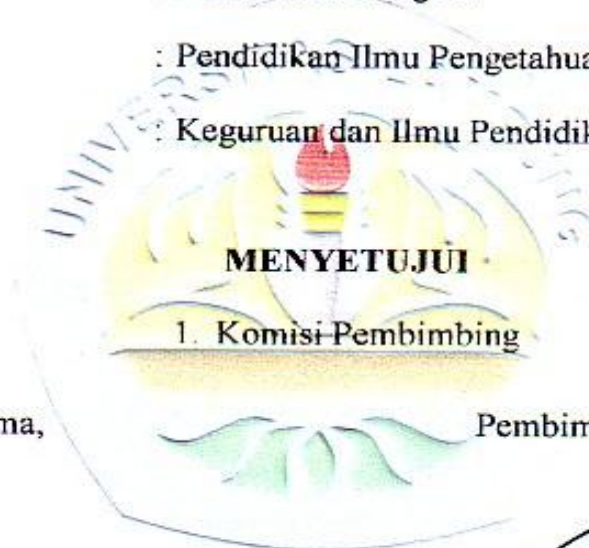 : Pendidikan Ilmu Pengetahua
: Keguruan dan Ilmu Pendidik
MENYETUJUI
1. Komisi Pembimbing
ma, Pembim